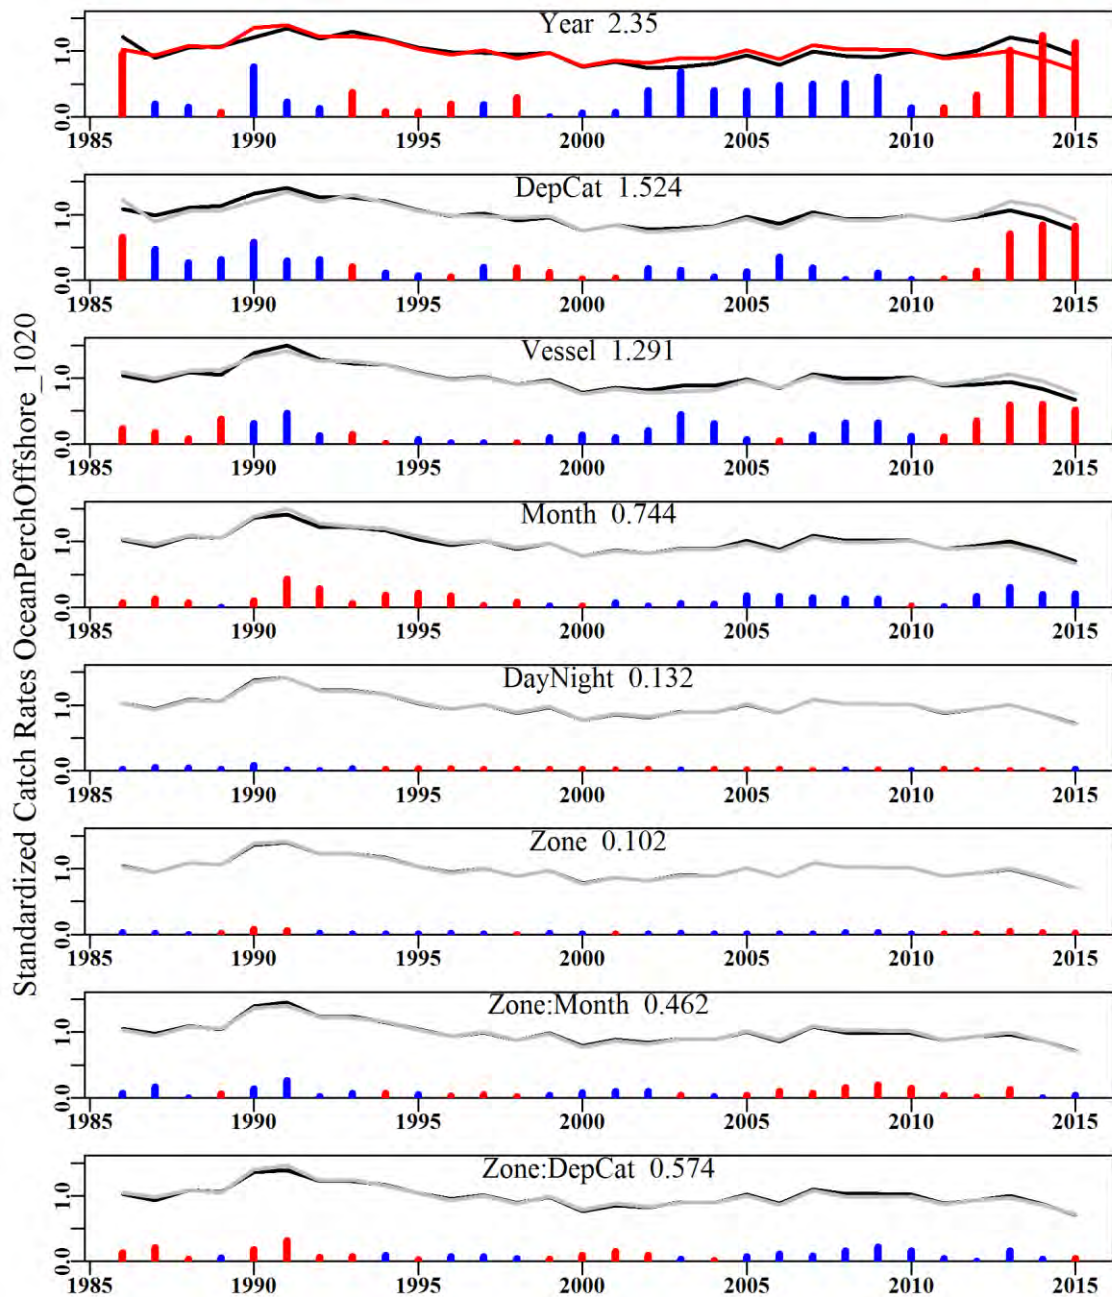 Standardized Catch Rates OceanPerchOffshore_1020
Year 2.35
1.0
0.0
1985 1990 1995 2000 2005 2010 2015
DepCat 1.524
1.0
0.0
1985 1990 1995 2000 2005 2010 2015
Vessel 1.291
1.0
0.0
1985 1990 1995 2000 2005 2010 2015
Month 0.744
1.0
0.0
1985 1990 1995 2000 2005 2010 2015
DayNight 0.132
1.0
0.0
1985 1990 1995 2000 2005 2010 2015
Zone 0.102
1.0
0.0
1985 1990 1995 2000 2005 2010 2015
Zone:Month 0.462
1.0
0.0
1985 1990 1995 2000 2005 2010 2015
Zone:DepCat 0.574
1.0
0.0
1985 1990 1995 2000 2005 2010 2015